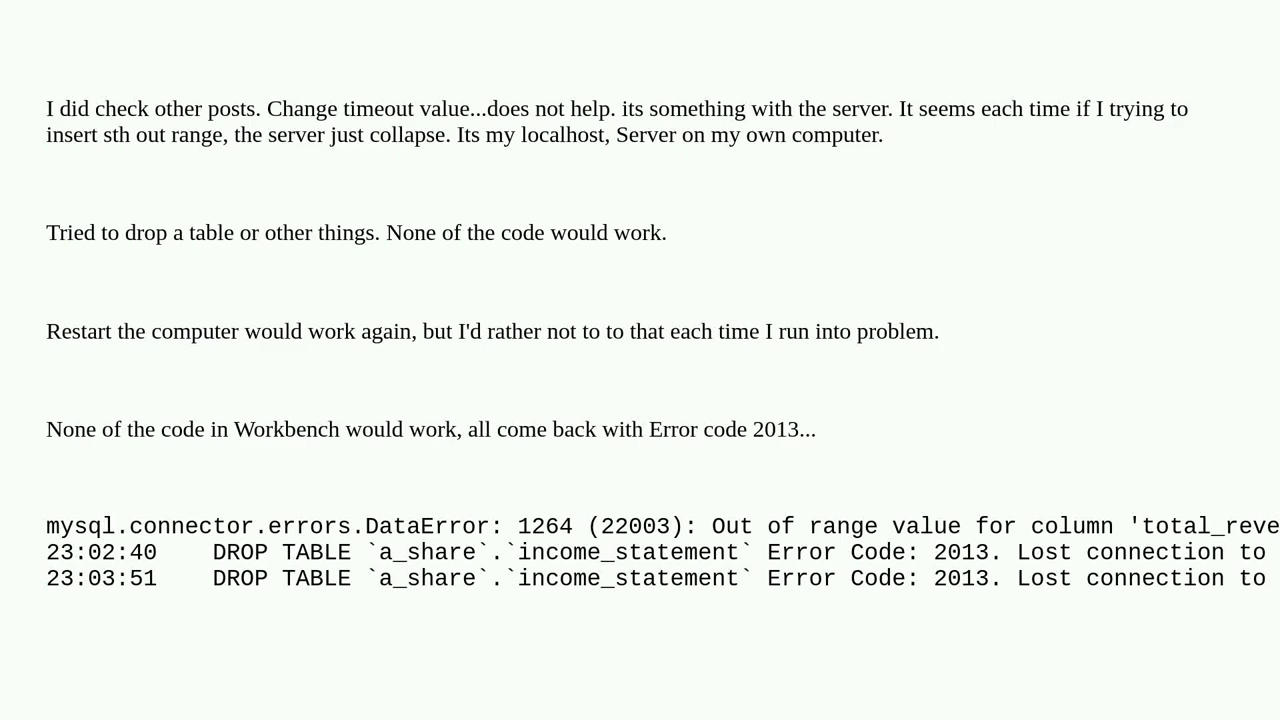 I did check other posts. Change timeout value...does not help. its something with the server. It seems each time if I trying to
insert sth out range, the server just collapse. Its my localhost, Server on my own computer.
Tried to drop a table or other things. None of the code would work.
Restart the computer would work again, but I'd rather not to to that each time I run into problem.
None of the code in Workbench would work, all come back with Error code 2013...
mysql.connector.errors.DataError: 1264 (22003): Out of range value for column 'total_reve
23:02:40    DROP TABLE `a_share`.`income_statement` Error Code: 2013. Lost connection to
23:03:51    DROP TABLE `a_share`.`income_statement` Error Code: 2013. Lost connection to